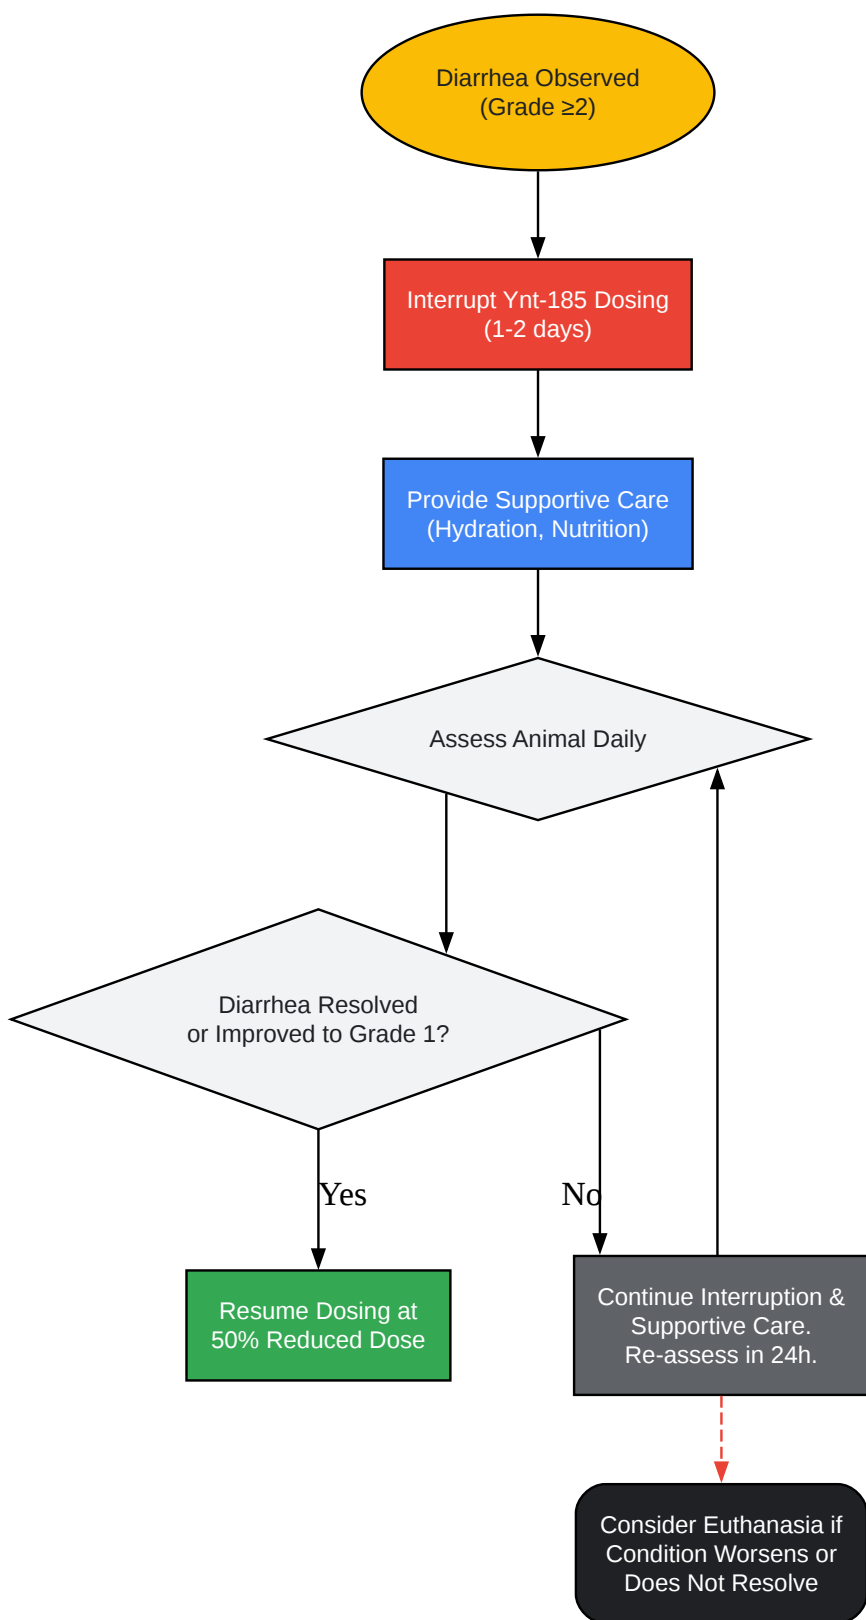 Diarrhea Observed
(Grade ≥2)
Interrupt Ynt-185 Dosing
(1-2 days)
Provide Supportive Care
(Hydration, Nutrition)
Assess Animal Daily
Diarrhea Resolved
or Improved to Grade 1?
Yes
No
Resume Dosing at
50% Reduced Dose
Continue Interruption &
Supportive Care.
Re-assess in 24h.
Consider Euthanasia if
Condition Worsens or
Does Not Resolve